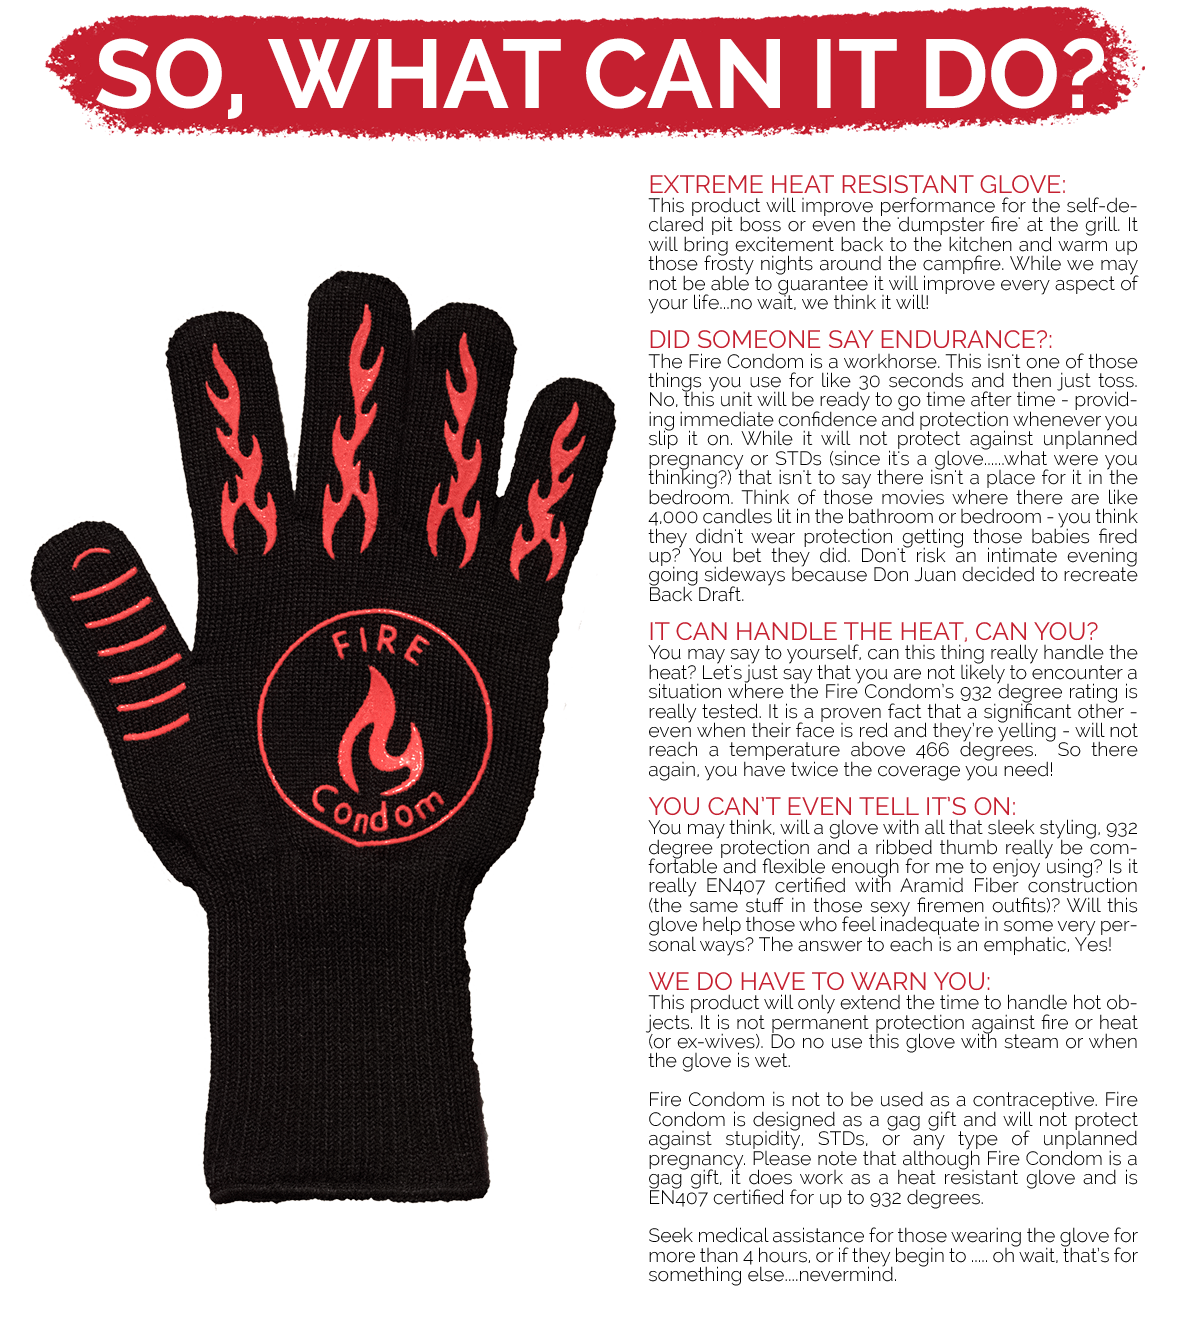 SO, WHAT CAN IT DO?
EXTREME HEAT RESISTANT GLOVE:
This product will improve performance for the self-de-
clared pit boss or even the 'dumpster fire' at the grill. It
will bring excitement back to the kitchen and warm up
those frosty nights around the campfire. While we may
not be able to guarantee it will improve every aspect of
your life...no wait, we think it will!
DID SOMEONE SAY ENDURANCE?:
The Fire Condom is a workhorse. This isn't one of those
things you use for like 30 seconds and then just toss.
No, this unit will be ready to go time after time - provid-
ing immediate confidence and protection whenever you
slip it on. While it will not protect against unplanned
pregnancy or STDs (since it's a glove......what were you
thinking?) that isn't to say there isn't a place for it in the
bedroom. Think of those movies where there are like
4,000 candles lit in the bathroom or bedroom - you think
they didn't wear protection getting those babies fired
up? You bet they did. Don't risk an intimate evening
going sideways because Don Juan decided to recreate
Back Draft.
IT CAN HANDLE THE HEAT, CAN YOU?
You may say to yourself, can this thing really handle the
heat? Let's just say that you are not likely to encounter a
situation where the Fire Condom's 932 degree rating is
really tested. It is a proven fact that a significant other -
even when their face is red and they're yelling - will not
reach a temperature above 466 degrees. So there
again, you have twice the coverage you need!
YOU CAN'T EVEN TELL IT'S ON:
You may think, will a glove with all that sleek styling, 932
degree protection and a ribbed thumb really be com-
fortable and flexible enough for me to enjoy using? Is it
really EN407 certified with Aramid Fiber construction
(the same stuff in those sexy firemen outfits)? Will this
glove help those who feel inadequate in some very per-
sonal ways? The answer to each is an emphatic, Yes!
WE DO HAVE TO WARN YOU:
This product will only extend the time to handle hot ob-
jects. It is not permanent protection against fire or heat
(or ex-wives). Do no use this glove with steam or when
the glove is wet.
Fire Condom is not to be used as a contraceptive. Fire
Condom is designed as a gag gift and will not protect
against stupidity, STDs, or any type of unplanned
pregnancy. Please note that although Fire Condom is a
gag gift, it does work as a heat resistant glove and is
EN407 certified for up to 932 degrees.
Seek medical assistance for those wearing the glove for
more than 4 hours, or if they begin to ..... oh wait, that's for
something else....nevermind.
FIRE
Condom